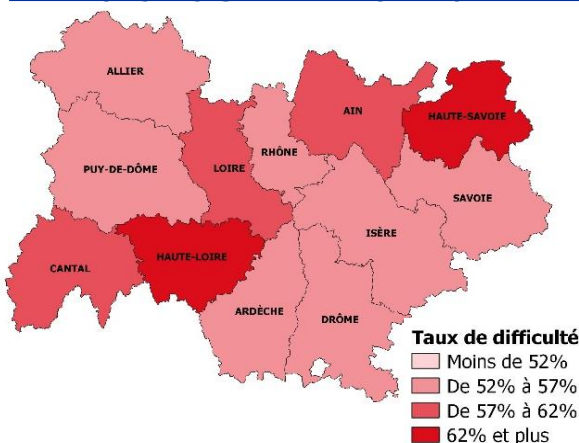 ALLIER
AIN
HAUTE-SAVOIE
RHÔNE
PUY-DE-DÔME
LOIRE
SAVOIE
ISÈRE
HAUTE-LOIRE
CANTAL
ARDÈCHE
DRÔME
Taux de difficulté
Moins de 52%
De 52% à 57%
De 57% à 62%
62% et plus